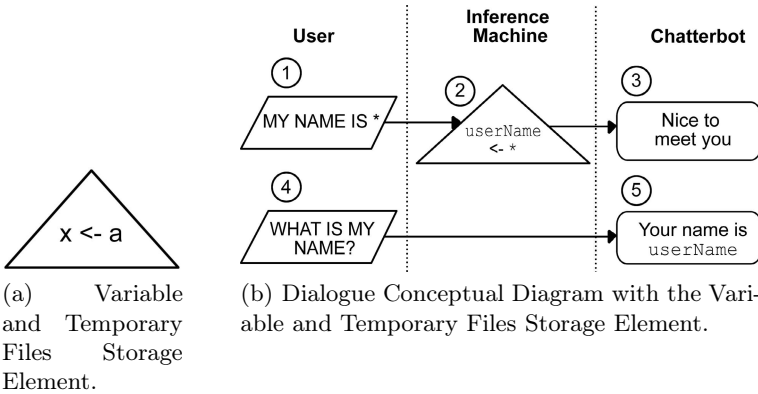 User
Inference
Machine
Chatterbot
1
2
3
MY NAME IS *
userName
<- *
Nice to
meet you
4
5
WHAT IS MY
NAME?
Your name is
userName
x <- a
(a) Variable
and Temporary
Files Storage
Element.
(b) Dialogue Conceptual Diagram with the Vari-
able and Temporary Files Storage Element.